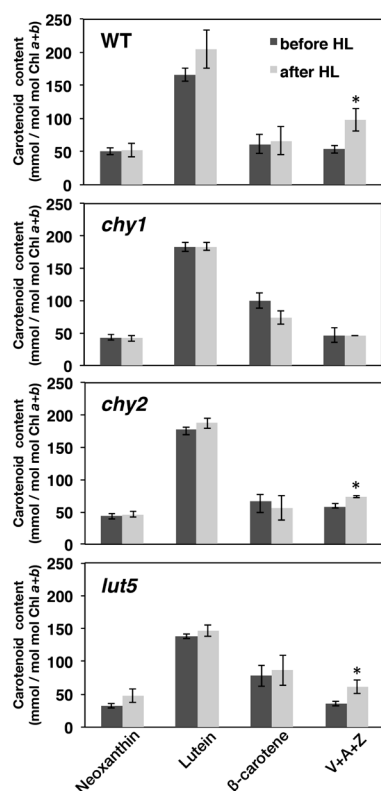 WT
before HL
after HL
Carotenoid content
(mmol / mol mol Chl a+b)
250
200
150
100
50
0
*
chy1
Carotenoid content
(mmol / mol mol Chl a+b)
250
200
150
100
50
0
chy2
Carotenoid content
(mmol / mol mol Chl a+b)
250
200
150
100
50
0
*
lut5
Carotenoid content
(mmol / mol mol Chl a+b)
250
200
150
100
50
0
*
Neoxanthin
Lutein
β-carotene
V+A+Z